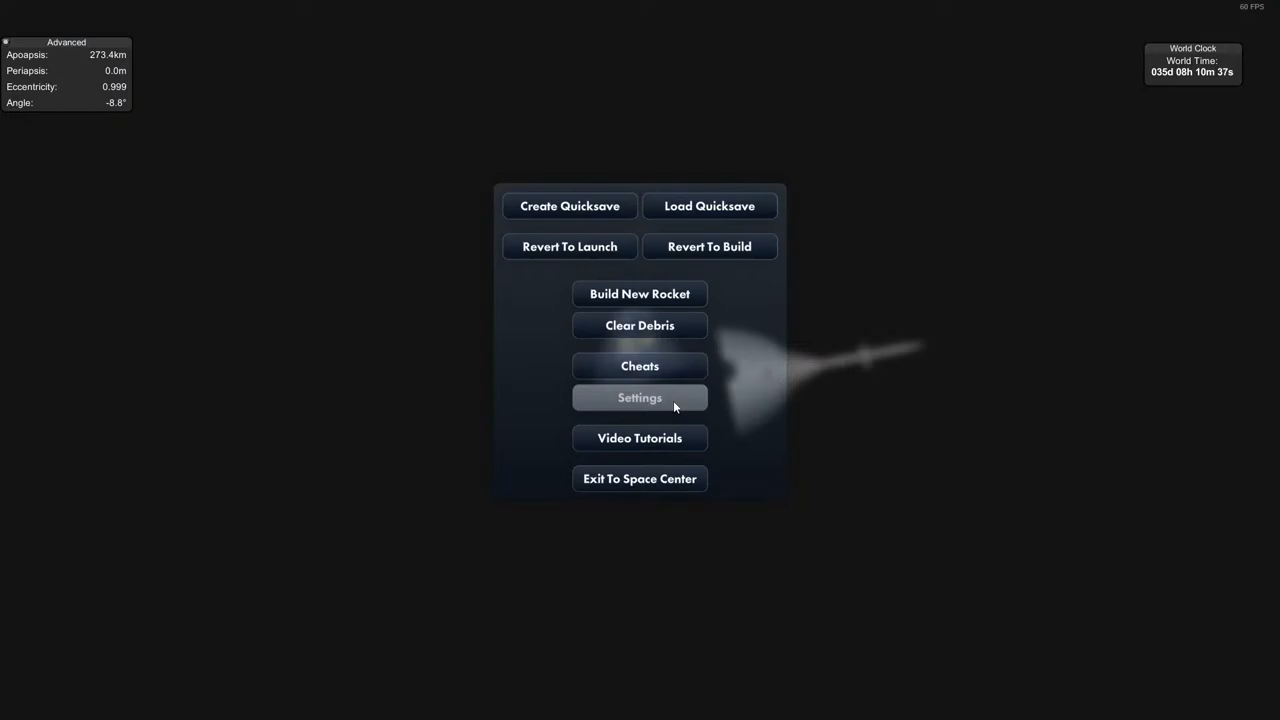 60 FPS
Advanced
Apoapsis: 273.4km
Periapsis: 0.0m
Eccentricity: 0.999
Angle: -8.8°
World Clock
World Time:
035d 08h 10m 37s
Create Quicksave Load Quicksave
Revert To Launch Revert To Build
Build New Rocket
Clear Debris
Cheats
Settings
Video Tutorials
Exit To Space Center